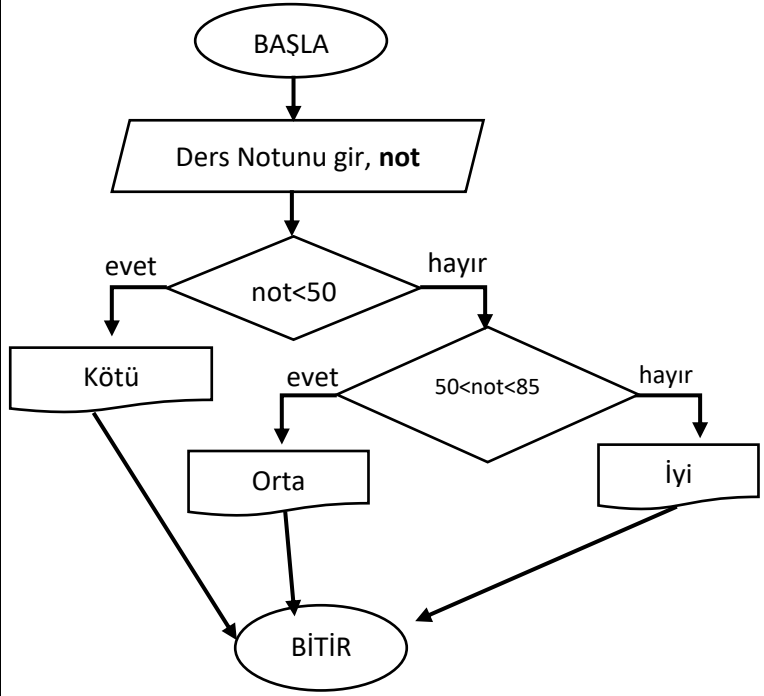 BAŞLA
Ders Notunu gir, not
evet
hayır
not<50
Kötü
evet
50<not<85
hayır
Orta
İyi
BİTİR